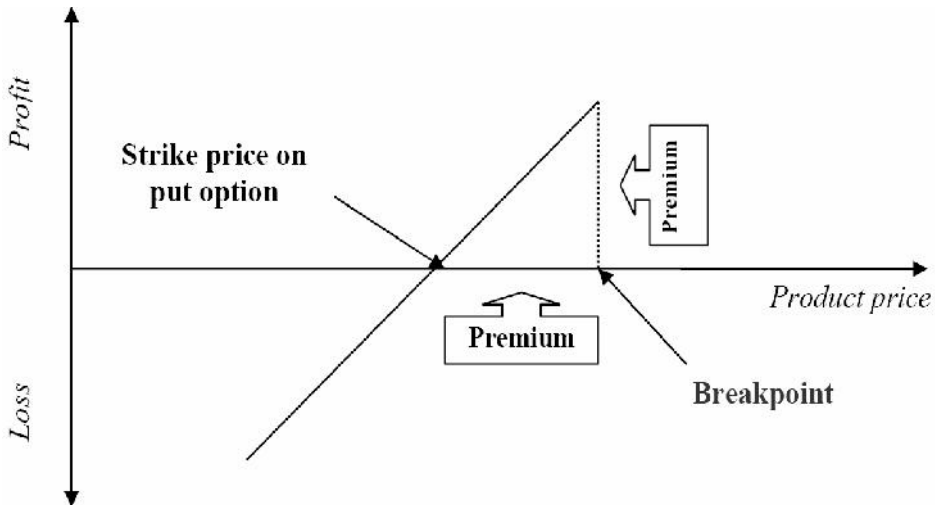 Profit
Strike price on
put option
Premium
Product price
Premium
Breakpoint
Loss